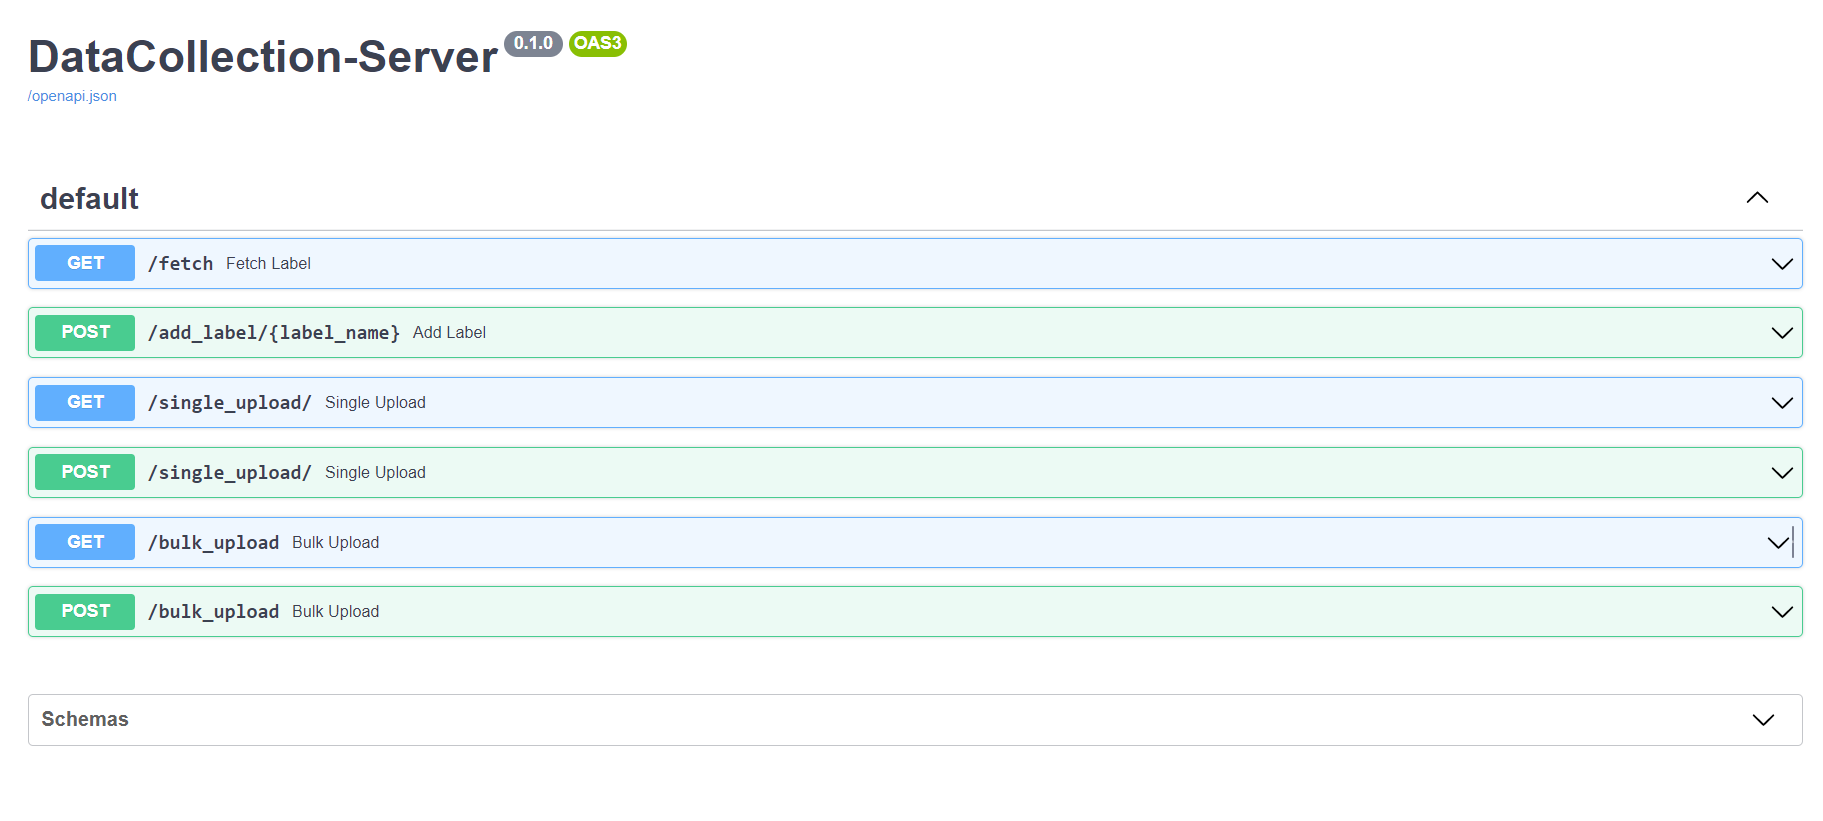 DataCollection-Server 0.1.0 OAS3
/openapi.json
default
GET /fetch Fetch Label
POST /add_label/{label_name} Add Label
GET /single_upload/ Single Upload
POST /single_upload/ Single Upload
GET /bulk_upload Bulk Upload
POST /bulk_upload Bulk Upload
Schemas